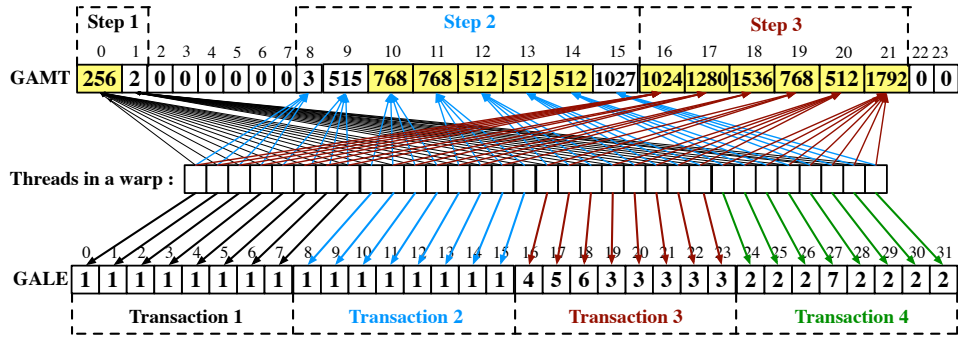 Step 1 Step 2 Step 3
0 1 2 3 4 5 6 7 8 9 10 11 12 13 14 15 16 17 18 19 20 21 22 23
GAMT 256 2 0 0 0 0 0 0 3 515 768 768 512 512 512 1027 1024 1280 1536 768 512 1792 0 0
Threads in a warp :
0 1 2 3 4 5 6 7 8 9 10 11 12 13 14 15 16 17 18 19 20 21 22 23 24 25 26 27 28 29 30 31
GALE 1 1 1 1 1 1 1 1 1 1 1 1 1 1 1 1 4 5 6 3 3 3 3 3 2 2 2 7 2 2 2 2
Transaction 1 Transaction 2 Transaction 3 Transaction 4